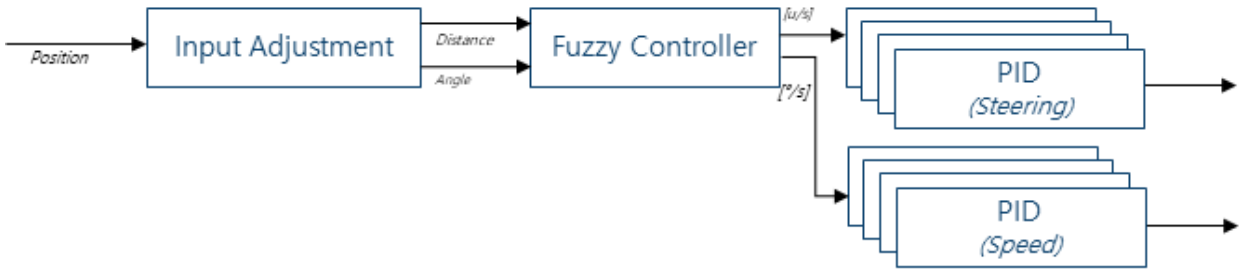 Position
Input Adjustment
Distance
Angle
Fuzzy Controller
[u/s]
[°/s]
PID
(Steering)
PID
(Speed)